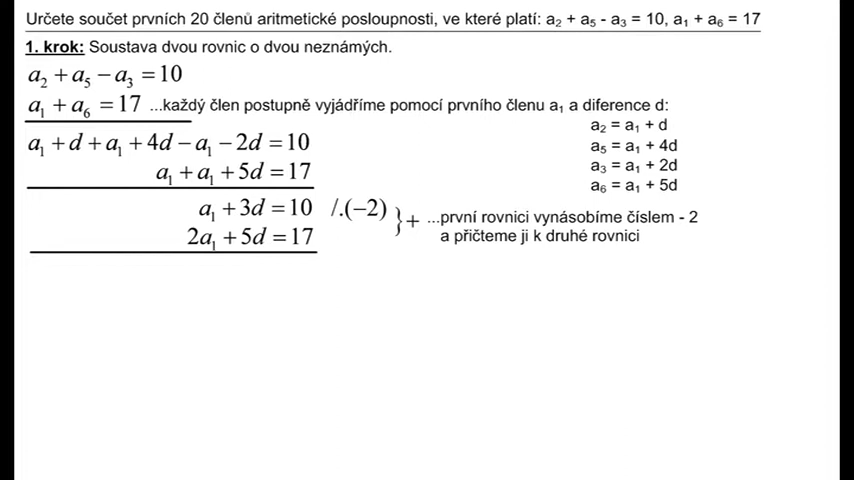 Určete součet prvních 20 členů aritmetické posloupnosti, ve které platí: a₂ + a₅ - a₃ = 10, a₁ + a₆ = 17
1. krok: Soustava dvou rovnic o dvou neznámých.
a₂ + a₅ − a₃ = 10
a₁ + a₆ = 17 ...každý člen postupně vyjádříme pomocí prvního členu a₁ a diference d:
a₂ = a₁ + d
a₁ + d + a₁ + 4d − a₁ − 2d = 10
a₅ = a₁ + 4d
a₃ = a₁ + 2d
a₁ + a₁ + 5d = 17
a₆ = a₁ + 5d
a₁ + 3d = 10 /.(−2)
}+ ...první rovnici vynásobíme číslem - 2
2a₁ + 5d = 17
a přičteme ji k druhé rovnici